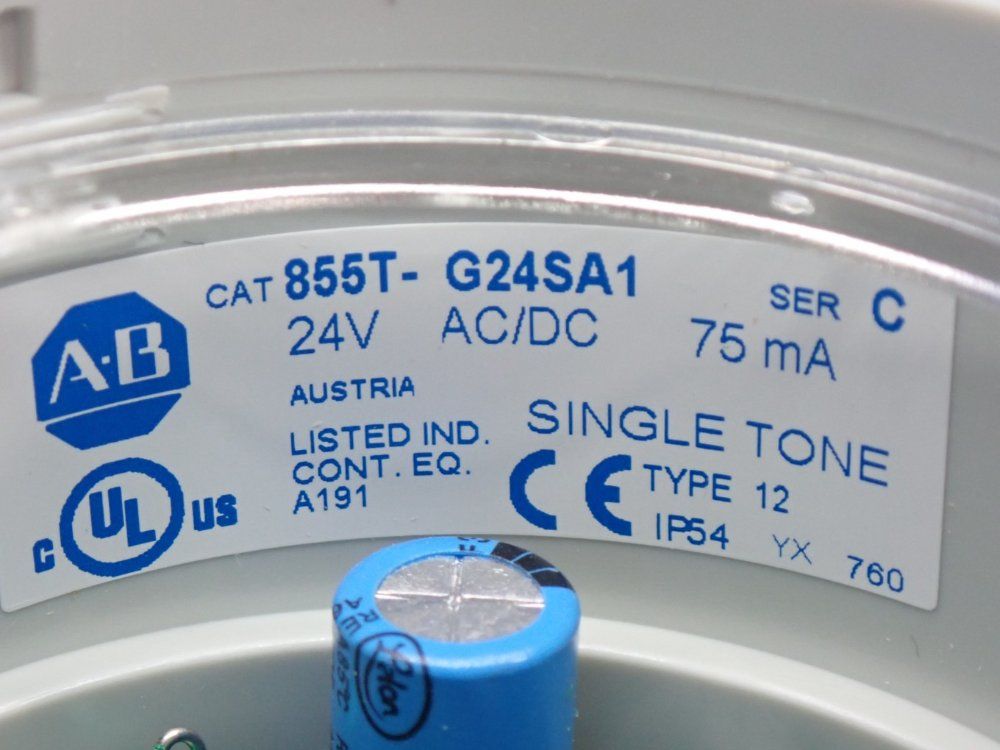 CAT 855T- G24SA1 SER C
24V AC/DC 75 mA
A-B
AUSTRIA
SINGLE TONE
LISTED IND.
CONT. EQ.
A191
C UL US
CE
TYPE 12
IP54 YX 760